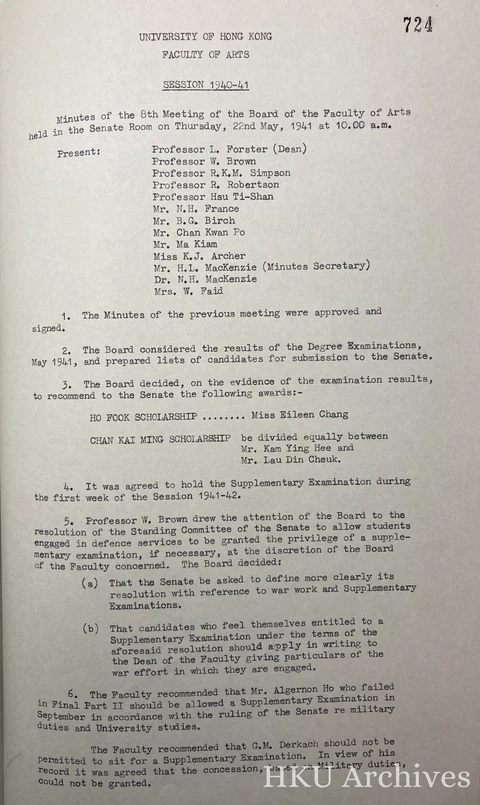 724
UNIVERSITY OF HONG KONG
FACULTY OF ARTS
SESSION 1940-41
Minutes of the 8th Meeting of the Board of the Faculty of Arts
held in the Senate Room on Thursday, 22nd May, 1941 at 10.00 a.m.
Present:
Professor L. Forster (Dean)
Professor W. Brown
Professor R.K.M. Simpson
Professor R. Robertson
Professor Hsu Ti-Shan
Mr. N.H. France
Mr. B.G. Birch
Mr. Chan Kwan Po
Mr. Ma Kiam
Miss K.J. Archer
Mr. H.L. MacKenzie (Minutes Secretary)
Dr. N.H. MacKenzie
Mrs. W. Faid
1. The Minutes of the previous meeting were approved and
signed.
2. The Board considered the results of the Degree Examinations,
May 1941, and prepared lists of candidates for submission to the Senate.
3. The Board decided, on the evidence of the examination results,
to recommend to the Senate the following awards:-
HO FOOK SCHOLARSHIP ........ Miss Eileen Chang
CHAN KAI MING SCHOLARSHIP be divided equally between
Mr. Kam Ying Hee and
Mr. Lau Din Cheuk.
4. It was agreed to hold the Supplementary Examination during
the first week of the Session 1941-42.
5. Professor W. Brown drew the attention of the Board to the
resolution of the Standing Committee of the Senate to allow students
engaged in defence services to be granted the privilege of a supple-
mentary examination, if necessary, at the discretion of the Board
of the Faculty concerned. The Board decided:
(a) That the Senate be asked to define more clearly its
resolution with reference to war work and Supplementary
Examinations.
(b) That candidates who feel themselves entitled to a
Supplementary Examination under the terms of the
aforesaid resolution should apply in writing to
the Dean of the Faculty giving particulars of the
war effort in which they are engaged.
6. The Faculty recommended that Mr. Algernon Ho who failed
in Final Part II should be allowed a Supplementary Examination in
September in accordance with the ruling of the Senate re military
duties and University studies.
The Faculty recommended that G.M. Derkach should not be
permitted to sit for a Supplementary Examination. In view of his
record it was agreed that the concession, Military duties,
could not be granted.
HKU Archives